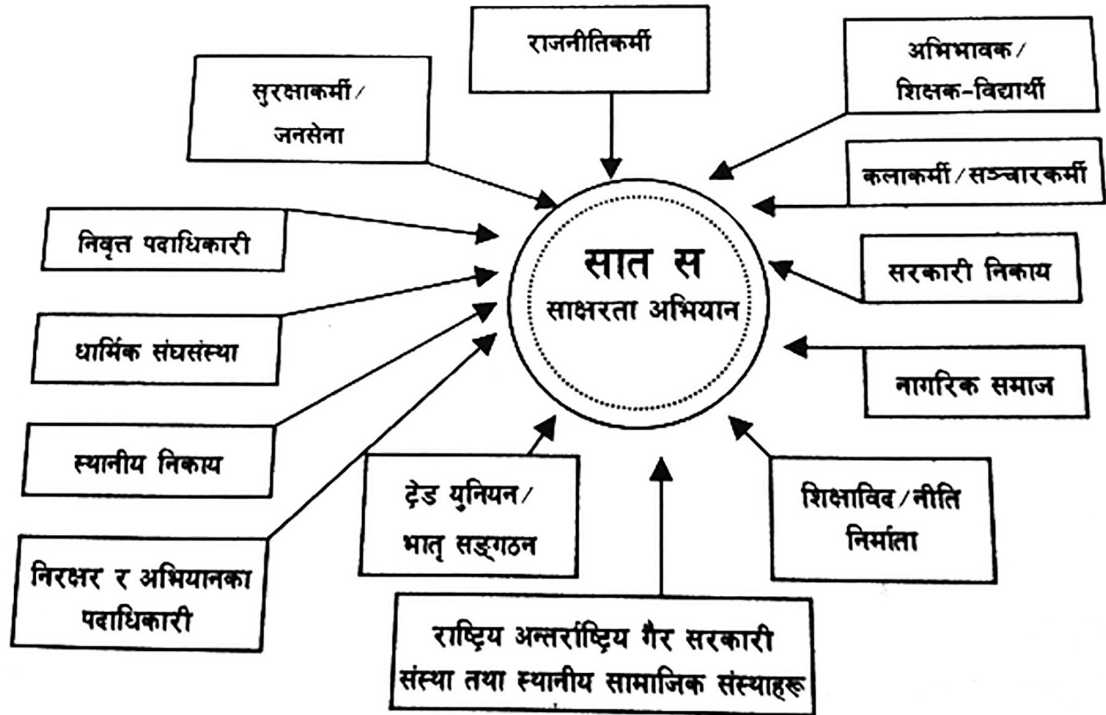 राजनीतिकर्मी
अभिभावक/
शिक्षक-विद्यार्थी
सुरक्षाकर्मी/
जनसेना
कलाकर्मी/सञ्चारकर्मी
निवृत्त पदाधिकारी
सात स
साक्षरता अभियान
सरकारी निकाय
धार्मिक संघसंस्था
नागरिक समाज
स्थानीय निकाय
ट्रेड युनियन/
भातृ सङ्गठन
शिक्षाविद/नीति
निर्माता
निरक्षर र अभियानका
पदाधिकारी
राष्ट्रिय अन्तर्राष्ट्रिय गैर सरकारी
संस्था तथा स्थानीय सामाजिक संस्थाहरू